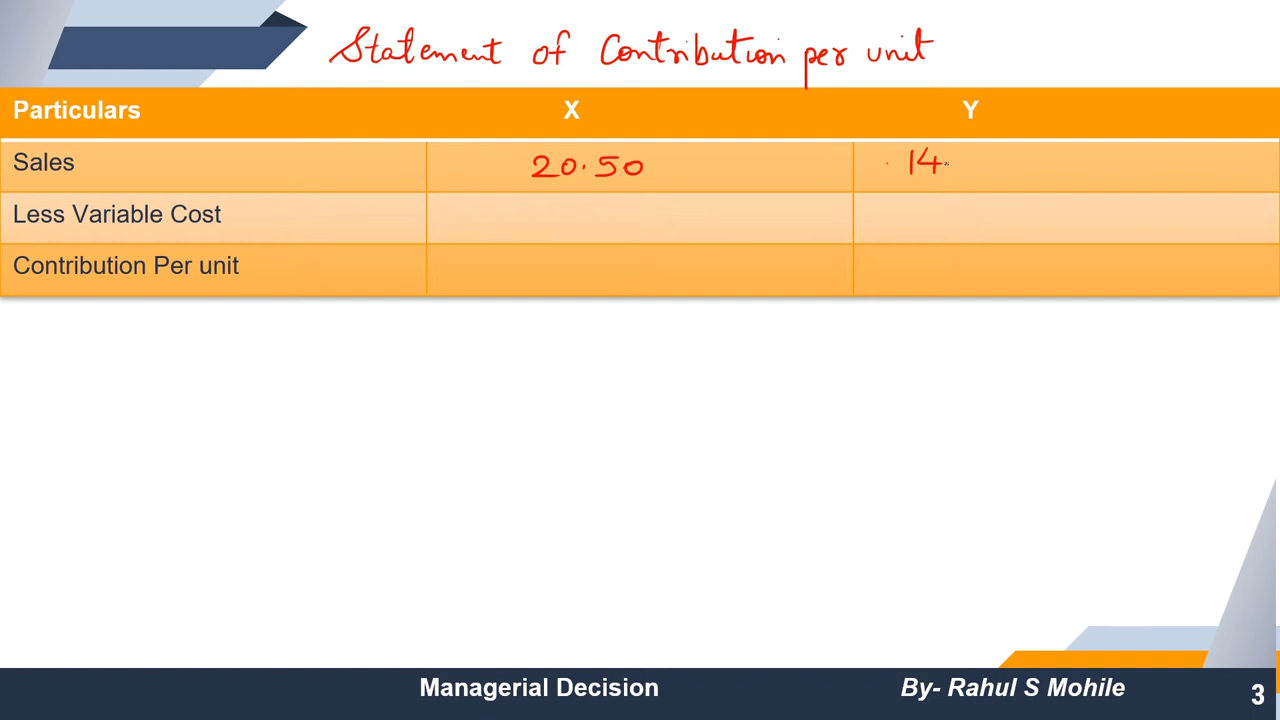 Statement of Contribution per unit
Particulars X Y
Sales 20.50 14.
Less Variable Cost
Contribution Per unit
Managerial Decision By- Rahul S Mohile 3